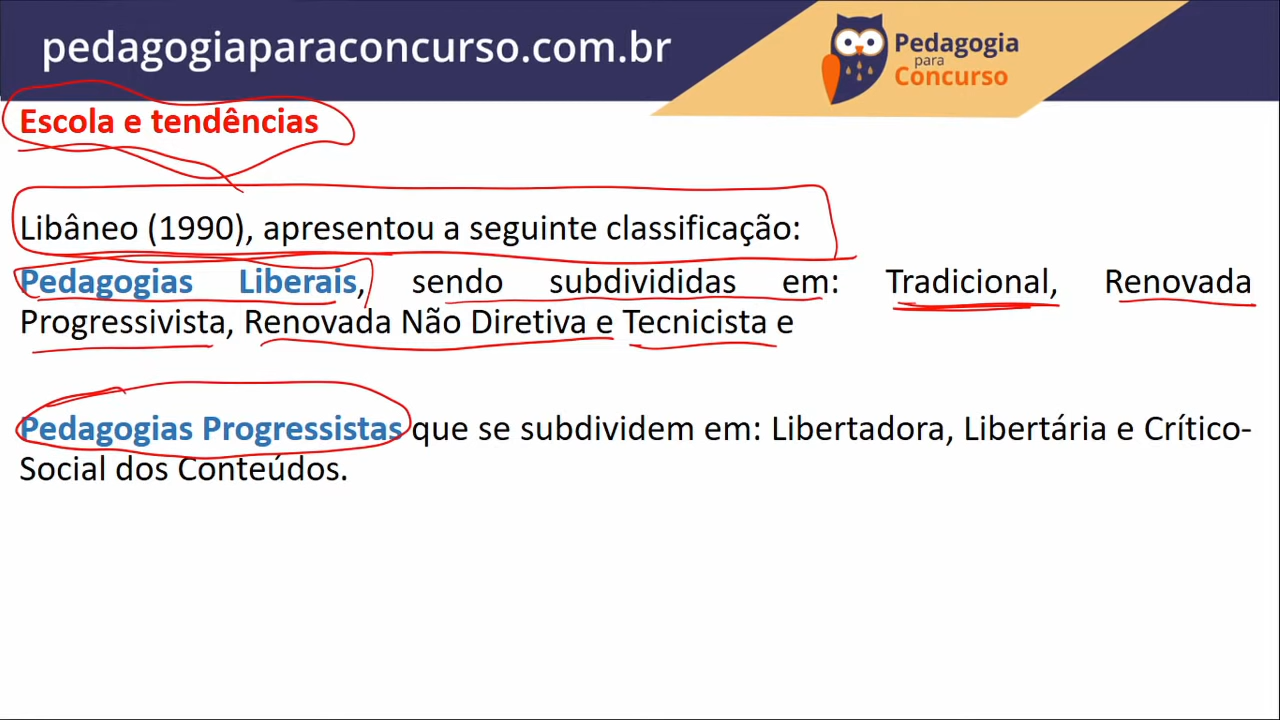 pedagogiaparaconcurso.com.br
Pedagogia
para
Concurso
Escola e tendências
Libâneo (1990), apresentou a seguinte classificação:
Pedagogias Liberais, sendo subdivididas em: Tradicional, Renovada
Progressivista, Renovada Não Diretiva e Tecnicista e
Pedagogias Progressistas que se subdividem em: Libertadora, Libertária e Crítico-
Social dos Conteúdos.